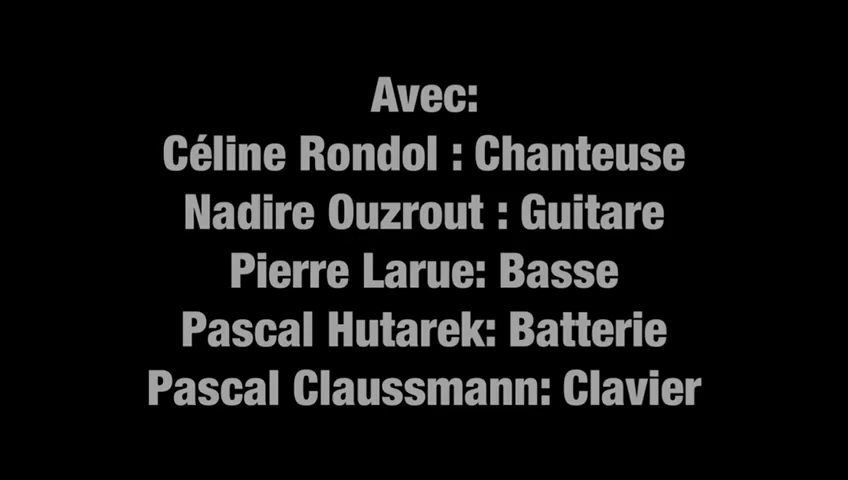 Avec:
Céline Rondol : Chanteuse
Nadire Ouzrout : Guitare
Pierre Larue: Basse
Pascal Hutarek: Batterie
Pascal Claussmann: Clavier